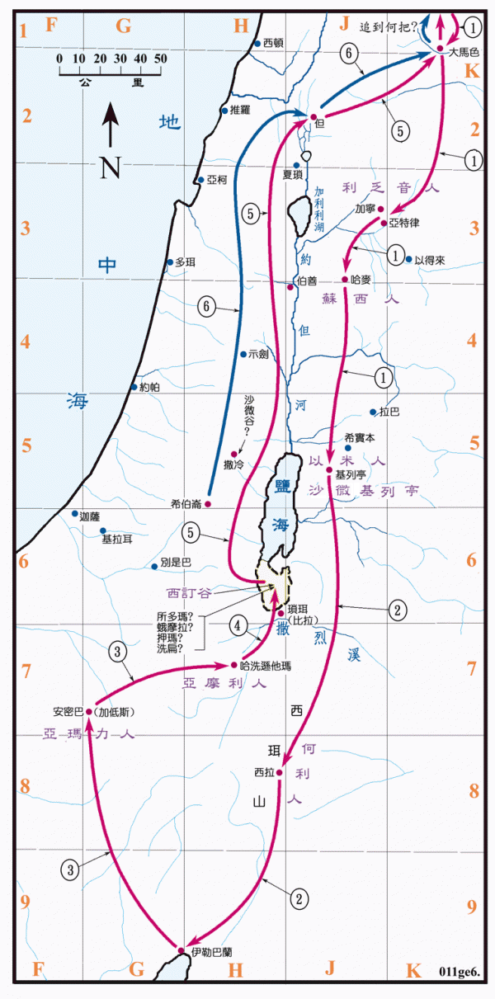 F G H J
1
追到何把？
1
西頓
大馬色
6
K
0 10 20 30 40 50
公里
推羅
但
5
2
地
2
N
1
夏瑣
亞柯
利乏音人
加利利湖
加寧
5
亞特律
3
3
約
1
中
多珥
以得來
伯善
哈麥
蘇西人
6
但
4
4
示劍
海
約帕
1
河
沙微谷？
拉巴
希實本
5
5
撒冷
以米人
基列亭
鹽海
沙微基列亭
希伯崙
迦薩
基拉耳
5
6
6
別是巴
西訂谷
2
瑣珥
(比拉)
所多瑪？
蛾摩拉？
押瑪？
洗扁？
4
撒烈溪
3
7
7
哈洗遜他瑪
亞摩利人
安密巴(加低斯)
西珥山
亞瑪力人
何利人
西拉
8
8
3
2
9
9
伊勒巴蘭
F G H J K
011ge6.